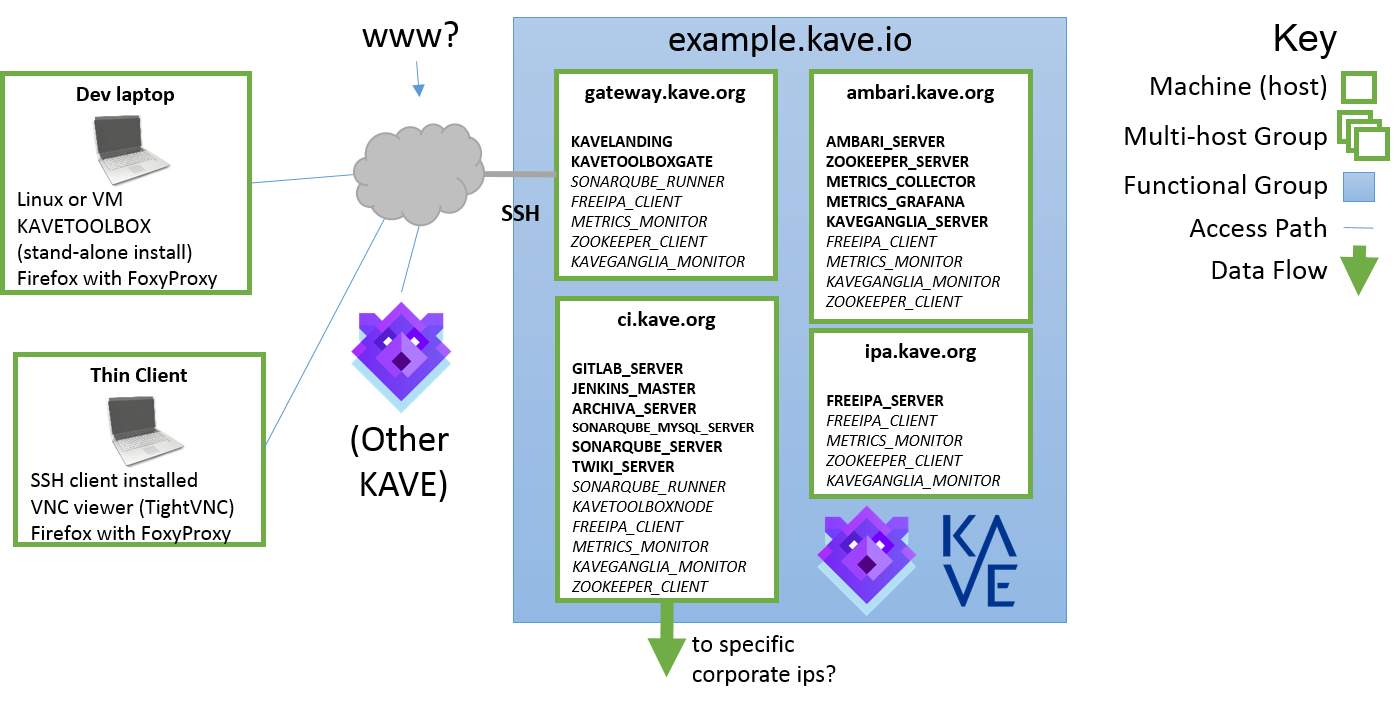 www?
example.kave.io
Key
Machine (host)
Multi-host Group
Functional Group
Access Path
Data Flow
Dev laptop
Linux or VM
KAVETOOLBOX
(stand-alone install)
Firefox with FoxyProxy
Thin Client
SSH client installed
VNC viewer (TightVNC)
Firefox with FoxyProxy
(Other
KAVE)
SSH
gateway.kave.org
KAVELANDING
KAVETOOLBOXGATE
SONARQUBE_RUNNER
FREEIPA_CLIENT
METRICS_MONITOR
ZOOKEEPER_CLIENT
KAVEGANGLIA_MONITOR
ambari.kave.org
AMBARI_SERVER
ZOOKEEPER_SERVER
METRICS_COLLECTOR
METRICS_GRAFANA
KAVEGANGLIA_SERVER
FREEIPA_CLIENT
METRICS_MONITOR
KAVEGANGLIA_MONITOR
ZOOKEEPER_CLIENT
ci.kave.org
GITLAB_SERVER
JENKINS_MASTER
ARCHIVA_SERVER
SONARQUBE_MYSQL_SERVER
SONARQUBE_SERVER
TWIKI_SERVER
SONARQUBE_RUNNER
KAVETOOLBOXNODE
FREEIPA_CLIENT
METRICS_MONITOR
KAVEGANGLIA_MONITOR
ZOOKEEPER_CLIENT
ipa.kave.org
FREEIPA_SERVER
FREEIPA_CLIENT
METRICS_MONITOR
ZOOKEEPER_CLIENT
KAVEGANGLIA_MONITOR
KA
VE
to specific
corporate ips?